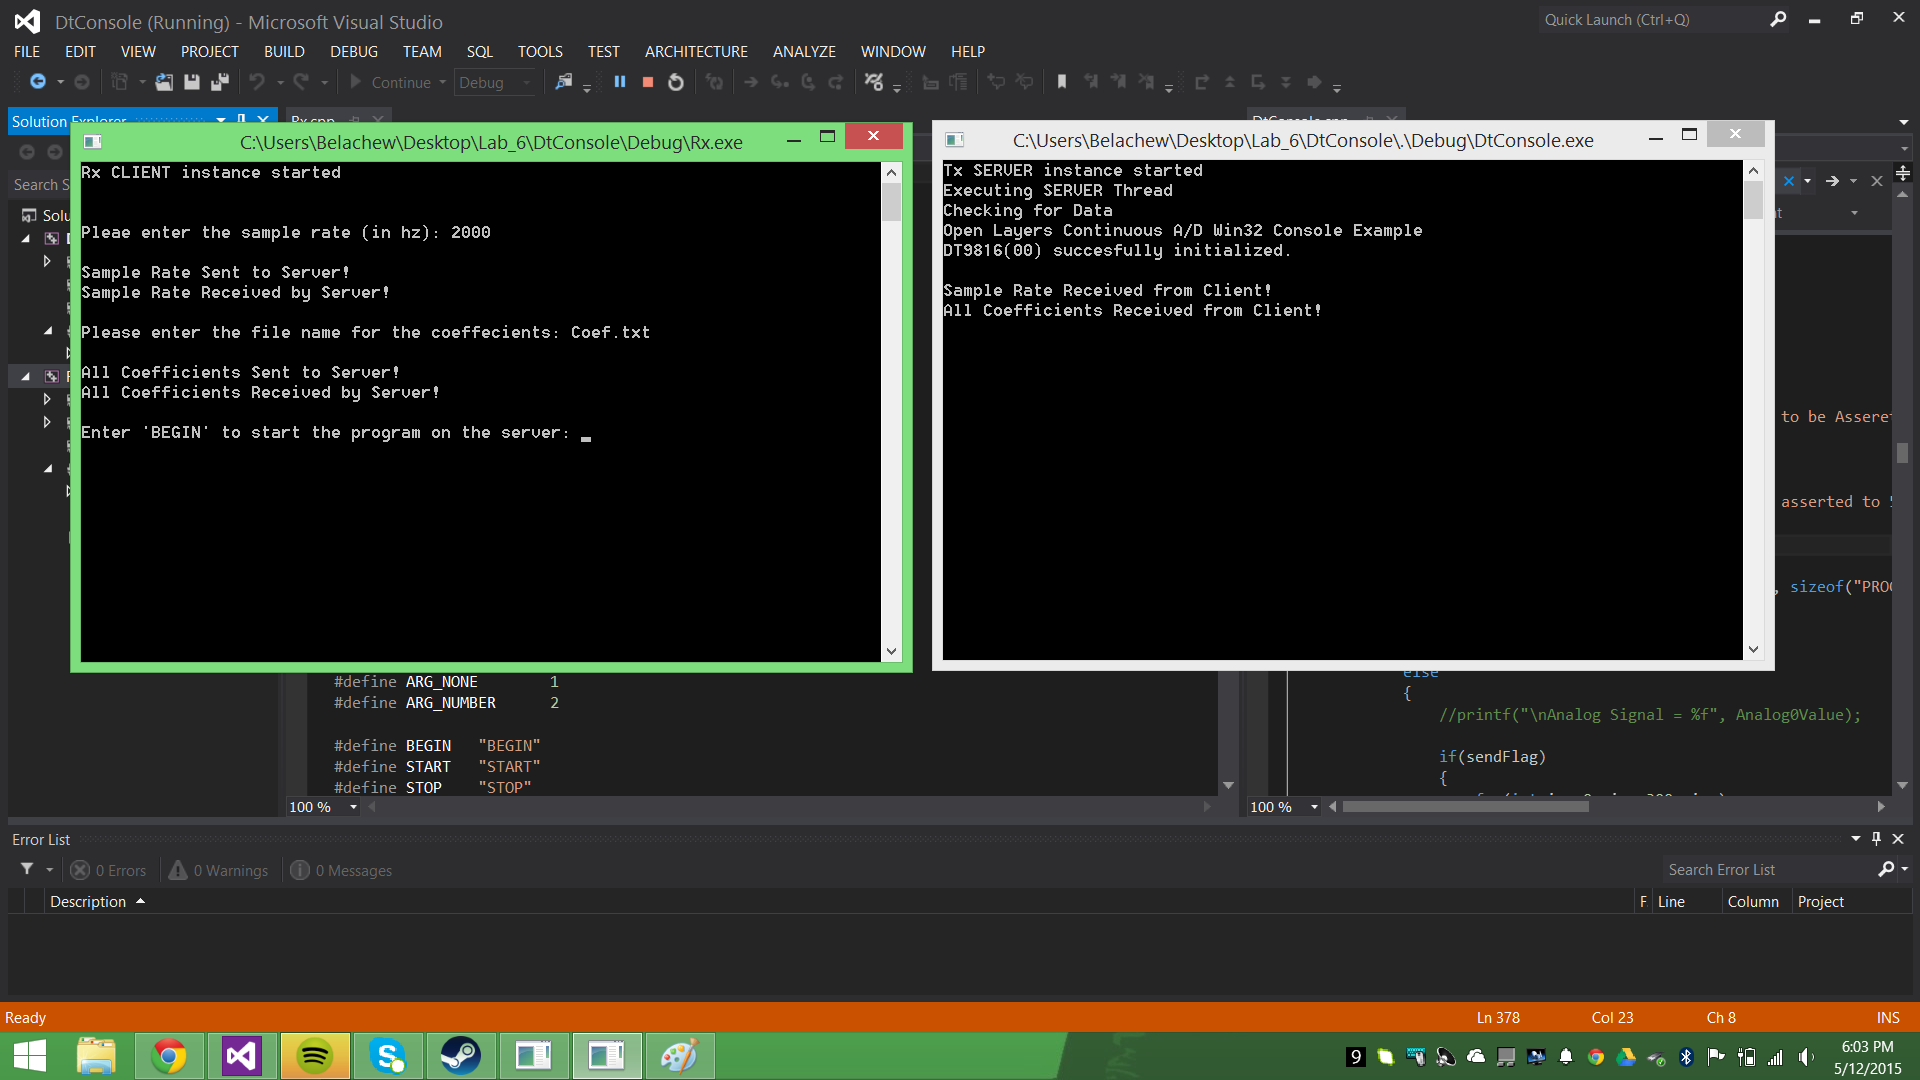 DtConsole (Running) - Microsoft Visual Studio
Quick Launch (Ctrl+Q)
FILE EDIT VIEW PROJECT BUILD DEBUG TEAM SQL TOOLS TEST ARCHITECTURE ANALYZE WINDOW HELP
Continue Debug
Solution Explorer
Rx.cpp
DtConsole.cpp
Search S
Solu
C:\Users\Belachew\Desktop\Lab_6\DtConsole\Debug\Rx.exe
Rx CLIENT instance started
Pleae enter the sample rate (in hz): 2000
Sample Rate Sent to Server!
Sample Rate Received by Server!
Please enter the file name for the coeffecients: Coef.txt
All Coefficients Sent to Server!
All Coefficients Received by Server!
Enter 'BEGIN' to start the program on the server: _
C:\Users\Belachew\Desktop\Lab_6\DtConsole\.\Debug\DtConsole.exe
Tx SERVER instance started
Executing SERVER Thread
Checking for Data
Open Layers Continuous A/D Win32 Console Example
DT9816(00) succesfully initialized.
Sample Rate Received from Client!
All Coefficients Received from Client!
to be Asseret
asserted to
, sizeof("PROG
#define ARG_NONE 1
#define ARG_NUMBER 2
#define BEGIN "BEGIN"
#define START "START"
#define STOP "STOP"
100 %
else
{
//printf("\nAnalog Signal = %f", Analog0Value);
if(sendFlag)
{
100 %
Error List
0 Errors 0 Warnings 0 Messages
Search Error List
Description F. Line Column Project
Ready
Ln 378 Col 23 Ch 8 INS
9
6:03 PM
5/12/2015